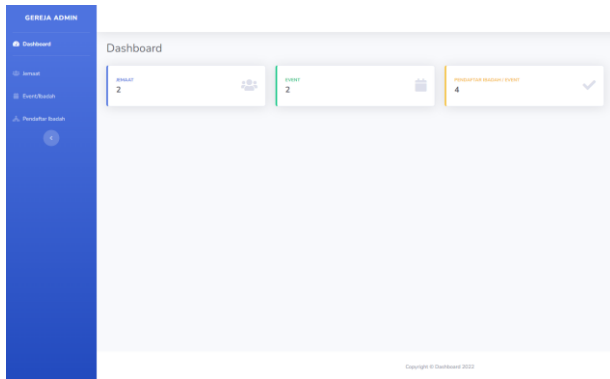 GEREJA ADMIN
Dashboard
Jemaat
Event/Ibadah
Pendaftar Ibadah
Dashboard
JEMAAT
2
EVENT
2
PENDAFTAR IBADAH / EVENT
4
Copyright © Dashboard 2022